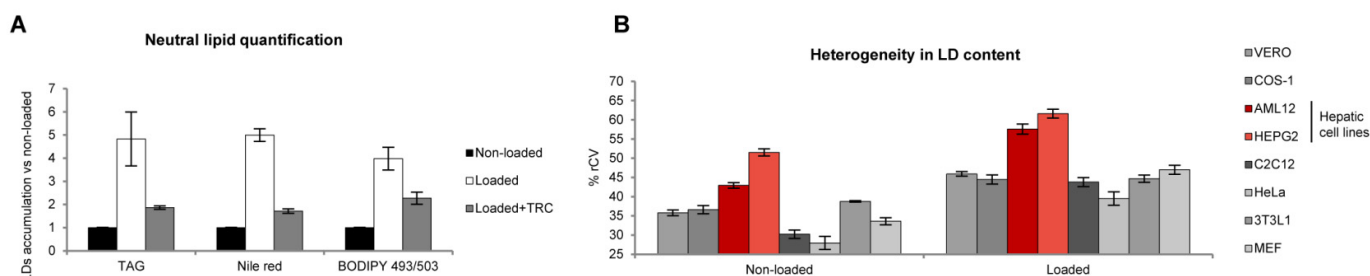 A
Neutral lipid quantification
LDs accumulation vs non-loaded
7
6
5
4
3
2
1
0
TAG
Nile red
BODIPY 493/503
Non-loaded
Loaded
Loaded+TRC
B
Heterogeneity in LD content
% rCV
65
60
55
50
45
40
35
30
25
Non-loaded
Loaded
VERO
COS-1
AML12
HEPG2
Hepatic
cell lines
C2C12
HeLa
3T3L1
MEF